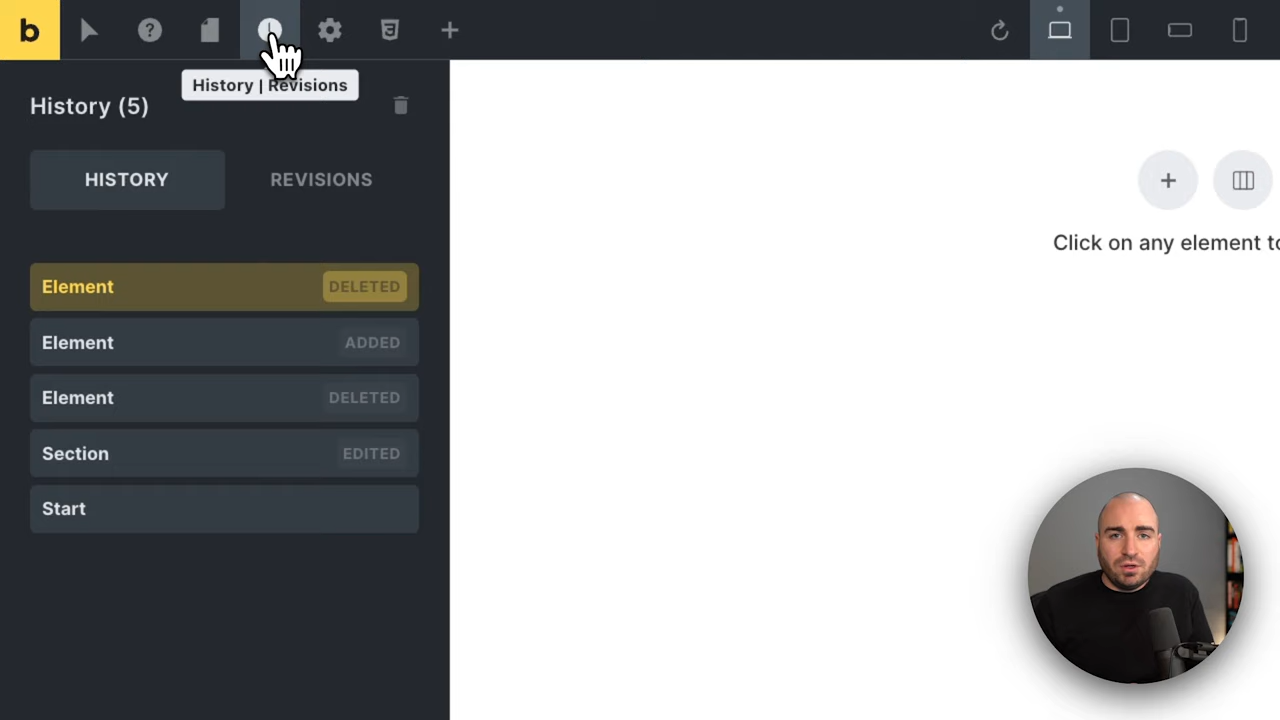 b
History | Revisions
History (5)
HISTORY
REVISIONS
Element DELETED
Element ADDED
Element DELETED
Section EDITED
Start
Click on any element to